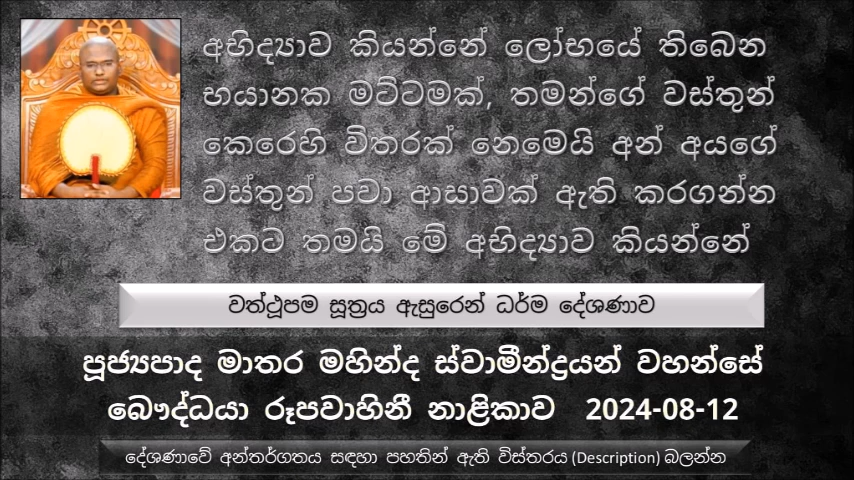 අභිද්‍යාව කියන්නේ ලෝභයේ තිබෙන
භයානක මට්ටමක්, තමන්ගේ වස්තූන්
කෙරෙහි විතරක් නෙමෙයි අන් අයගේ
වස්තූන් පවා ආසාවක් ඇති කරගන්න
එකට තමයි මේ අභිද්‍යාව කියන්නේ
වත්ථූපම සූත්‍රය ඇසුරෙන් ධර්ම දේශණාව
පූජ්‍යපාද මාතර මහින්ද ස්වාමීන්ද්‍රයන් වහන්සේ
බෞද්ධයා රූපවාහිනී නාළිකාව 2024-08-12
දේශණාවේ අන්තර්ගතය සඳහා පහතින් ඇති විස්තරය (Description) බලන්න